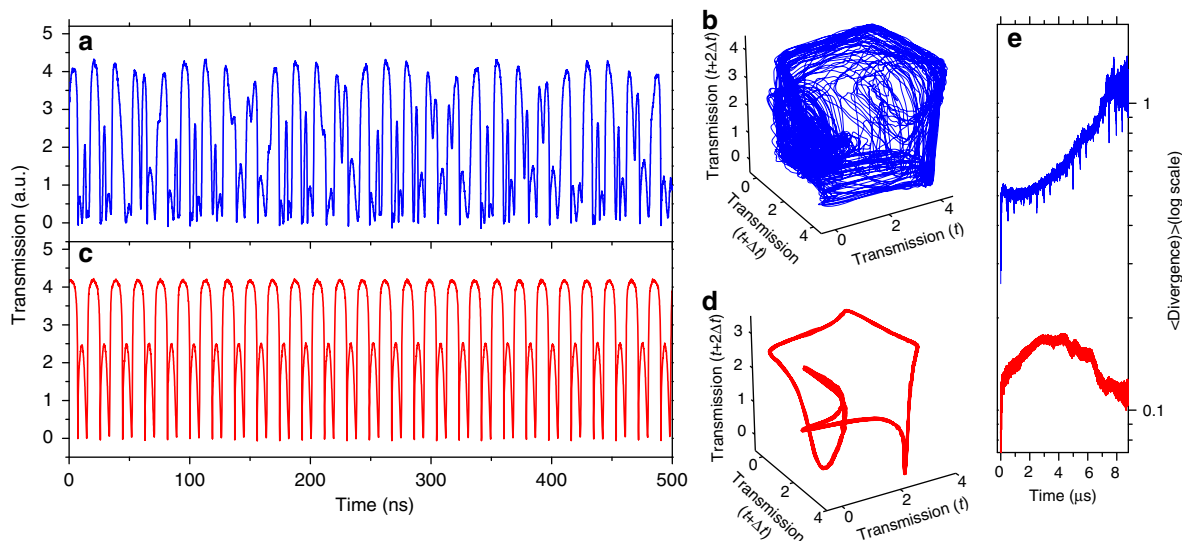 a
5
4
3
2
1
0
c
5
4
3
2
1
0
Transmission (a.u.)
0
100
200
300
400
500
Time (ns)
b
4
3
2
1
0
Transmission (t+2Δt)
0
2
4
Transmission
(t+Δt)
0
2
4
Transmission (t)
d
3
2
1
0
Transmission (t+2Δt)
0
2
4
Transmission
(t+Δt)
0
2
4
Transmission (t)
e
1
0.1
<Divergence)>(log scale)
0
2
4
6
8
Time (μs)